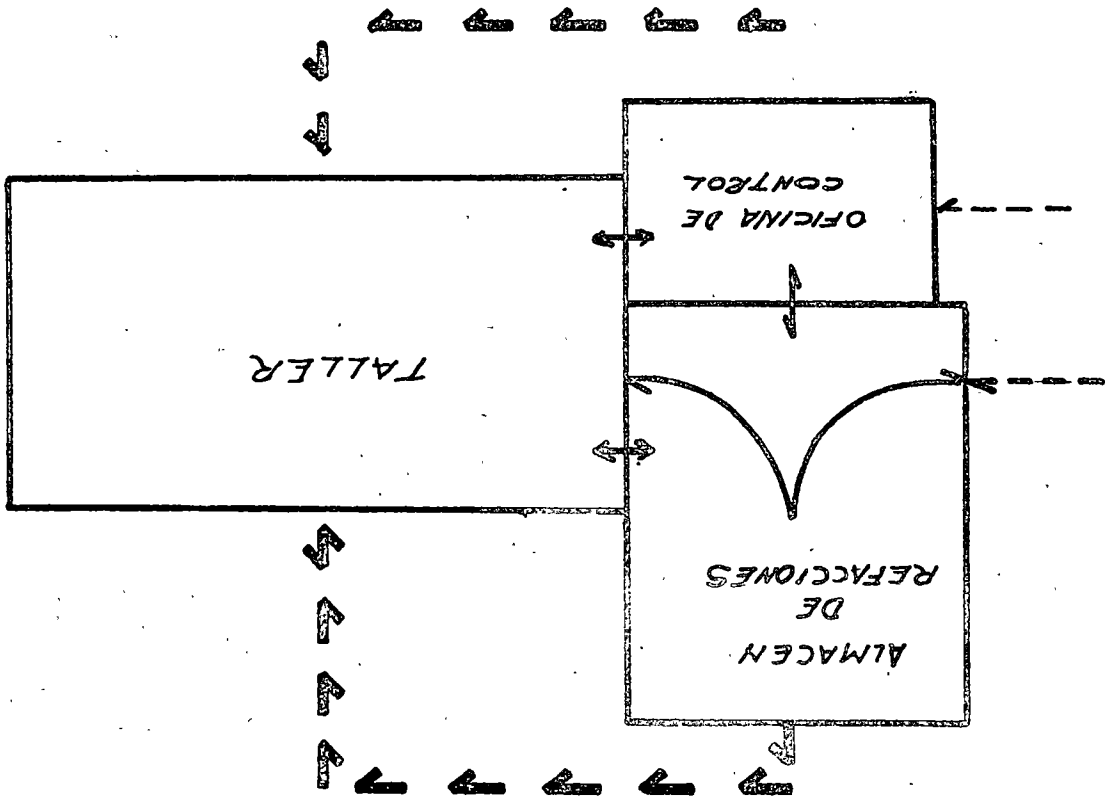 ALMACEN
DE
REFACCIONES
TALLER
OFICINA DE
CONTROL